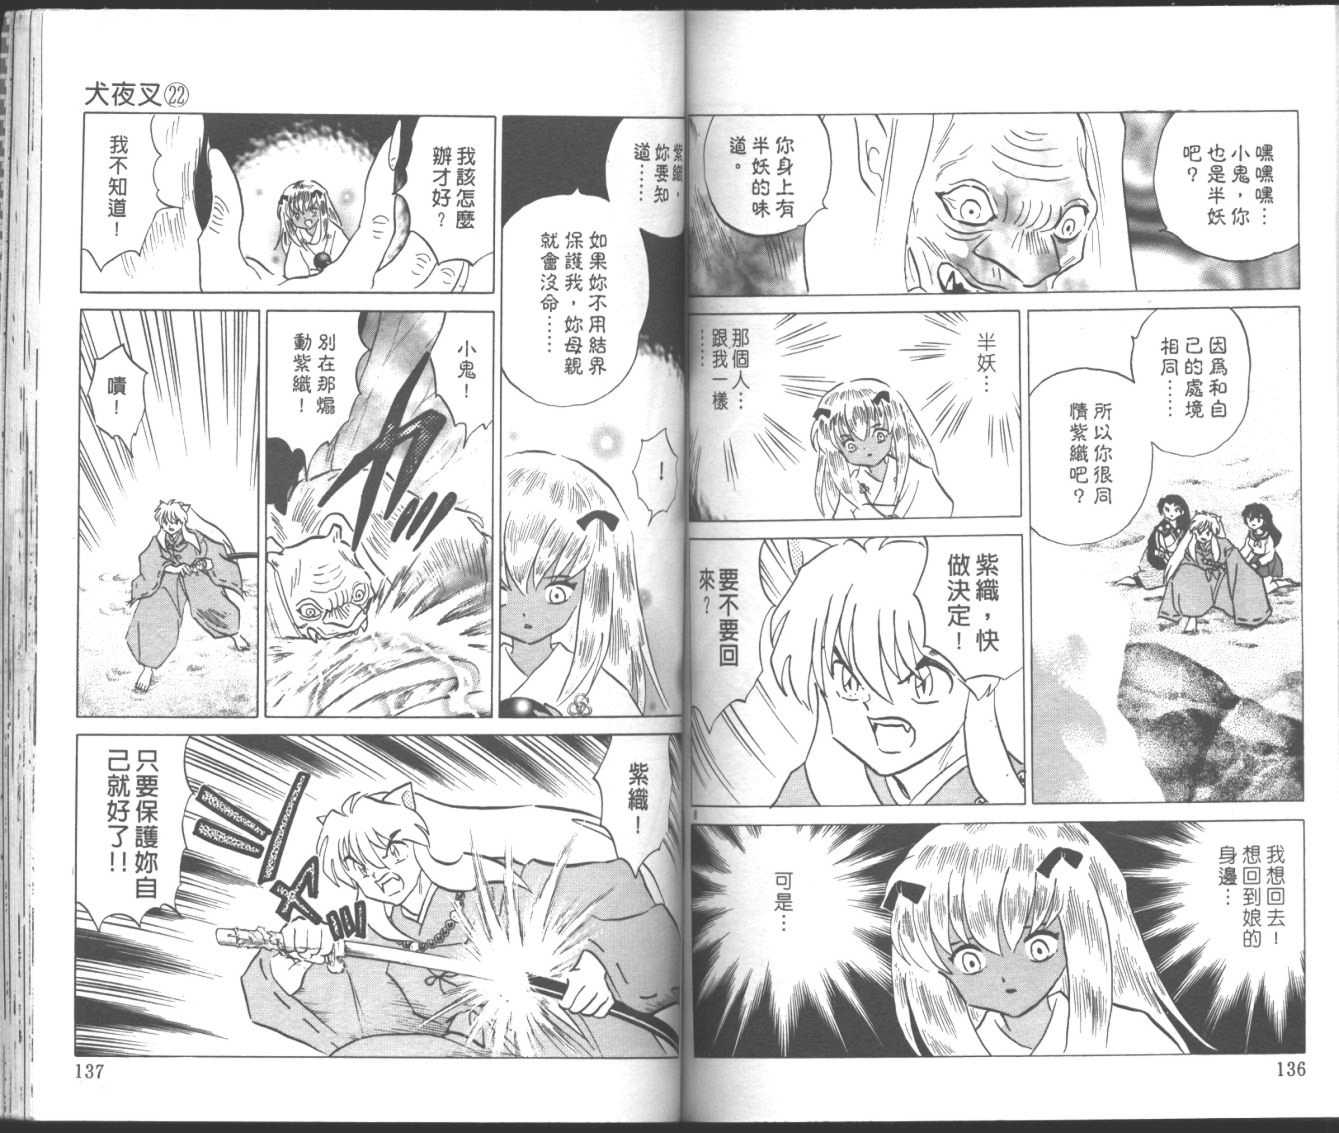 嘿嘿嘿…
小鬼，你
也是半妖
吧？
你身上有
半妖的味
道。
因為和自
己的處境
相同……
所以你很同
情紫織吧？
半妖…
那個人…
跟我一樣
……
紫織，快
做決定！
要不要回
來？
我想回去！
想回到娘的
身邊…
可是…
136
犬夜叉㉒
紫織，
妳要知
道……
如果妳不用結界
保護我，妳母親
就會沒命……
！
我該怎麼
辦才好？
我不知道！
小鬼！
別在那煽
動紫織！
嘖！
紫織！
只要保護妳自
己就好了!!
137